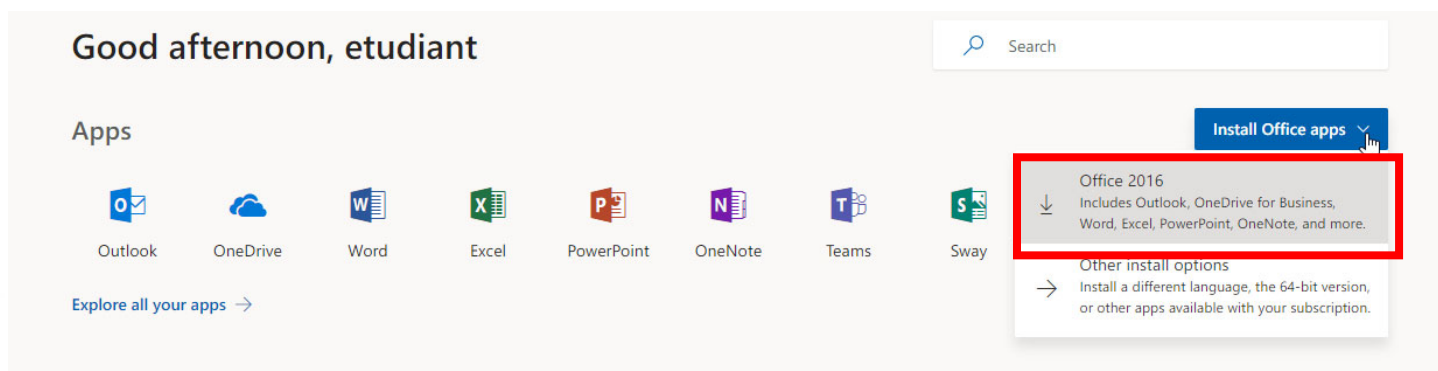 Good afternoon, etudiant
Search
Apps
Install Office apps
Office 2016
Includes Outlook, OneDrive for Business,
Word, Excel, PowerPoint, OneNote, and more.
Outlook OneDrive Word Excel PowerPoint OneNote Teams Sway
Other install options
Install a different language, the 64-bit version,
or other apps available with your subscription.
Explore all your apps →